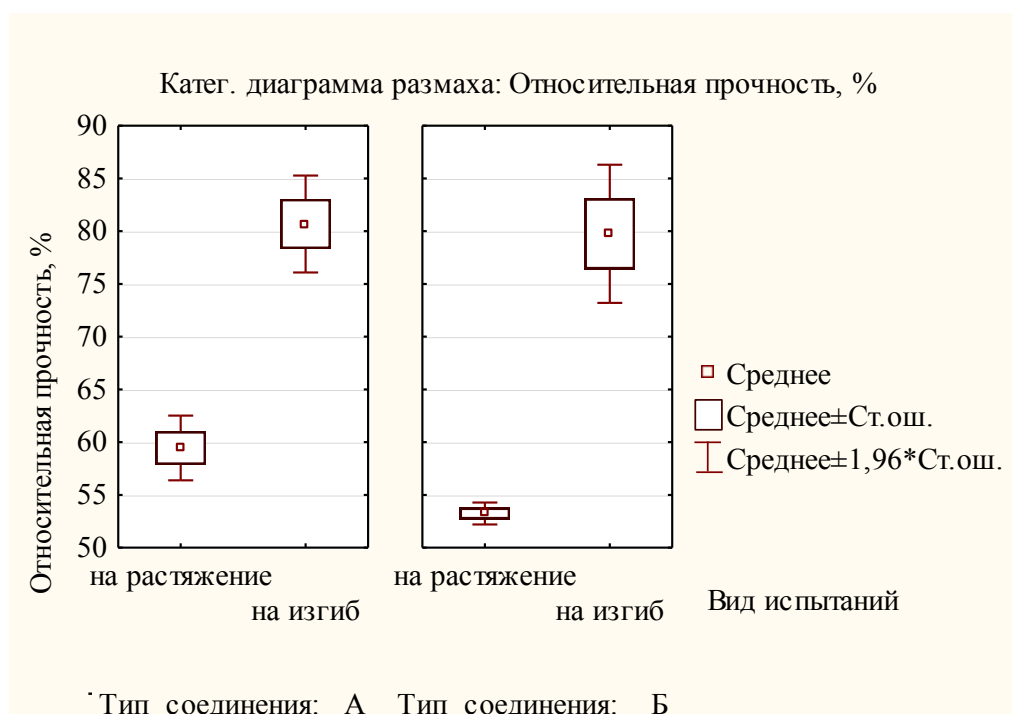 Катег. диаграмма размаха: Относительная прочность, %
Относительная прочность, %
90
85
80
75
70
65
60
55
50
на растяжение
на изгиб
на растяжение
на изгиб
Вид испытаний
Среднее
Среднее±Ст.ош.
Среднее±1,96*Ст.ош.
Тип соединения: А Тип соединения: Б